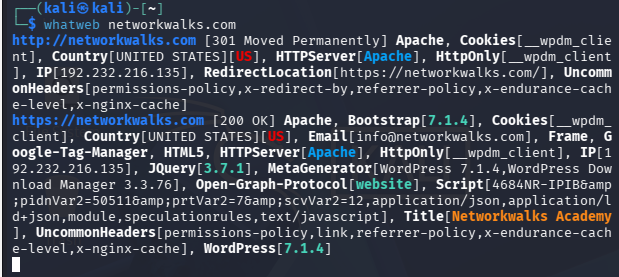 ┌──(kali㉿kali)-[~]
└─$ whatweb networkwalks.com
http://networkwalks.com [301 Moved Permanently] Apache, Cookies[__wpdm_clie
nt], Country[UNITED STATES][US], HTTPServer[Apache], HttpOnly[__wpdm_client
], IP[192.232.216.135], RedirectLocation[https://networkwalks.com/], Uncomm
onHeaders[permissions-policy,x-redirect-by,referrer-policy,x-endurance-cach
e-level,x-nginx-cache]
https://networkwalks.com [200 OK] Apache, Bootstrap[7.1.4], Cookies[__wpdm_
client], Country[UNITED STATES][US], Email[info@networkwalks.com], Frame, G
oogle-Tag-Manager, HTML5, HTTPServer[Apache], HttpOnly[__wpdm_client], IP[1
92.232.216.135], JQuery[3.7.1], MetaGenerator[WordPress 7.1.4,WordPress Dow
nload Manager 3.3.76], Open-Graph-Protocol[website], Script[4684NR-IPIB&amp
;pidnVar2=50511&amp;prtVar2=7&amp;scvVar2=12,application/json,application/l
d+json,module,speculationrules,text/javascript], Title[Networkwalks Academy
], UncommonHeaders[permissions-policy,link,referrer-policy,x-endurance-cach
e-level,x-nginx-cache], WordPress[7.1.4]